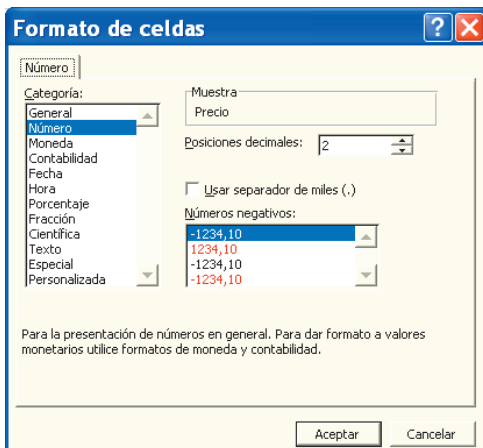 Formato de celdas
Número
Categoría:
General
Número
Moneda
Contabilidad
Fecha
Hora
Porcentaje
Fracción
Científica
Texto
Especial
Personalizada
Muestra
Precio
Posiciones decimales: 2
Usar separador de miles (.)
Números negativos:
-1234,10
1234,10
-1234,10
-1234,10
Para la presentación de números en general. Para dar formato a valores
monetarios utilice formatos de moneda y contabilidad.
Aceptar Cancelar